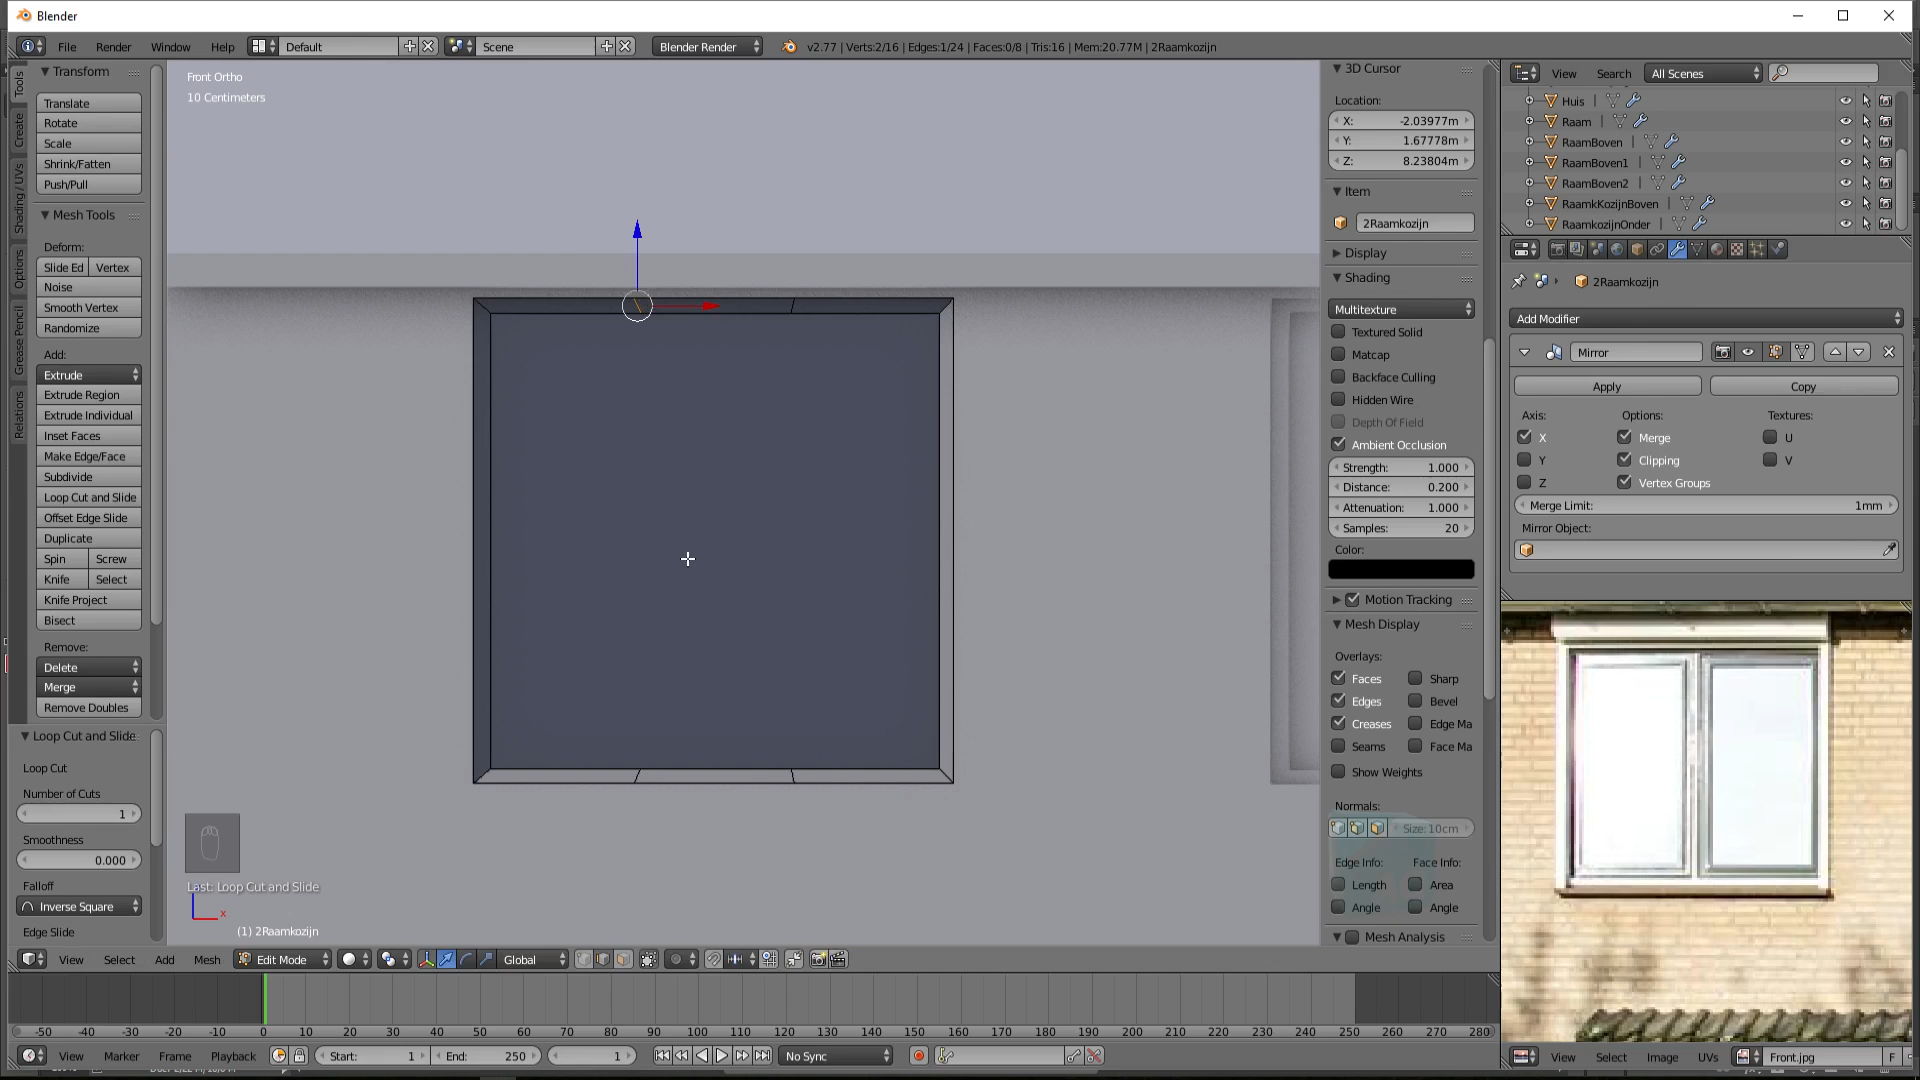 Blender
File Render Window Help Default Scene Blender Render v2.77 | Verts:2/16 | Edges:1/24 | Faces:0/8 | Tris:16 | Mem:20.77M | 2Raamkozijn
Tools
Create
Shading / UVs
Options
Grease Pencil
Relations
Transform
Translate
Rotate
Scale
Shrink/Fatten
Push/Pull
Mesh Tools
Deform:
Slide Ed Vertex
Noise
Smooth Vertex
Randomize
Add:
Extrude
Extrude Region
Extrude Individual
Inset Faces
Make Edge/Face
Subdivide
Loop Cut and Slide
Offset Edge Slide
Duplicate
Spin Screw
Knife Select
Knife Project
Bisect
Remove:
Delete
Merge
Remove Doubles
Loop Cut and Slide
Loop Cut
Number of Cuts
1
Smoothness
0.000
Falloff
Inverse Square
Edge Slide
Front Ortho
10 Centimeters
Last: Loop Cut and Slide
x
(1) 2Raamkozijn
3D Cursor
Location:
X: -2.03977m
Y: 1.67778m
Z: 8.23804m
Item
2Raamkozijn
Display
Shading
Multitexture
Textured Solid
Matcap
Backface Culling
Hidden Wire
Depth Of Field
Ambient Occlusion
Strength: 1.000
Distance: 0.200
Attenuation: 1.000
Samples: 20
Color:
Motion Tracking
Mesh Display
Overlays:
Faces Sharp
Edges Bevel
Creases Edge Ma
Seams Face Ma
Show Weights
Normals:
Size: 10cm
Edge Info: Face Info:
Length Area
Angle Angle
Mesh Analysis
View Search All Scenes
Huis
Raam
RaamBoven
RaamBoven1
RaamBoven2
RaamkKozijnBoven
RaamkozijnOnder
2Raamkozijn
Add Modifier
Mirror
Apply Copy
Axis: Options: Textures:
X Merge U
Y Clipping V
Z Vertex Groups
Merge Limit: 1mm
Mirror Object:
View Select Add Mesh Edit Mode Global
-50 -40 -30 -20 -10 0 10 20 30 40 50 60 70 80 90 100 110 120 130 140 150 160 170 180 190 200 210 220 230 240 250 260 270 280
View Marker Frame Playback Start: 1 End: 250 1 No Sync
View Select Image UVs Front.jpg F